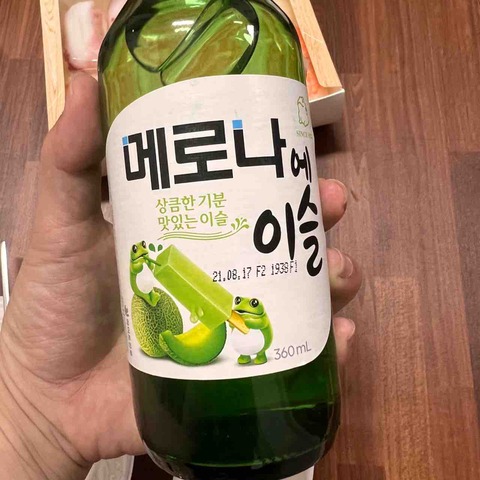 메로나에
이슬
상큼한 기분
맛있는 이슬
21.08.17 F2 1938 F1
360mL